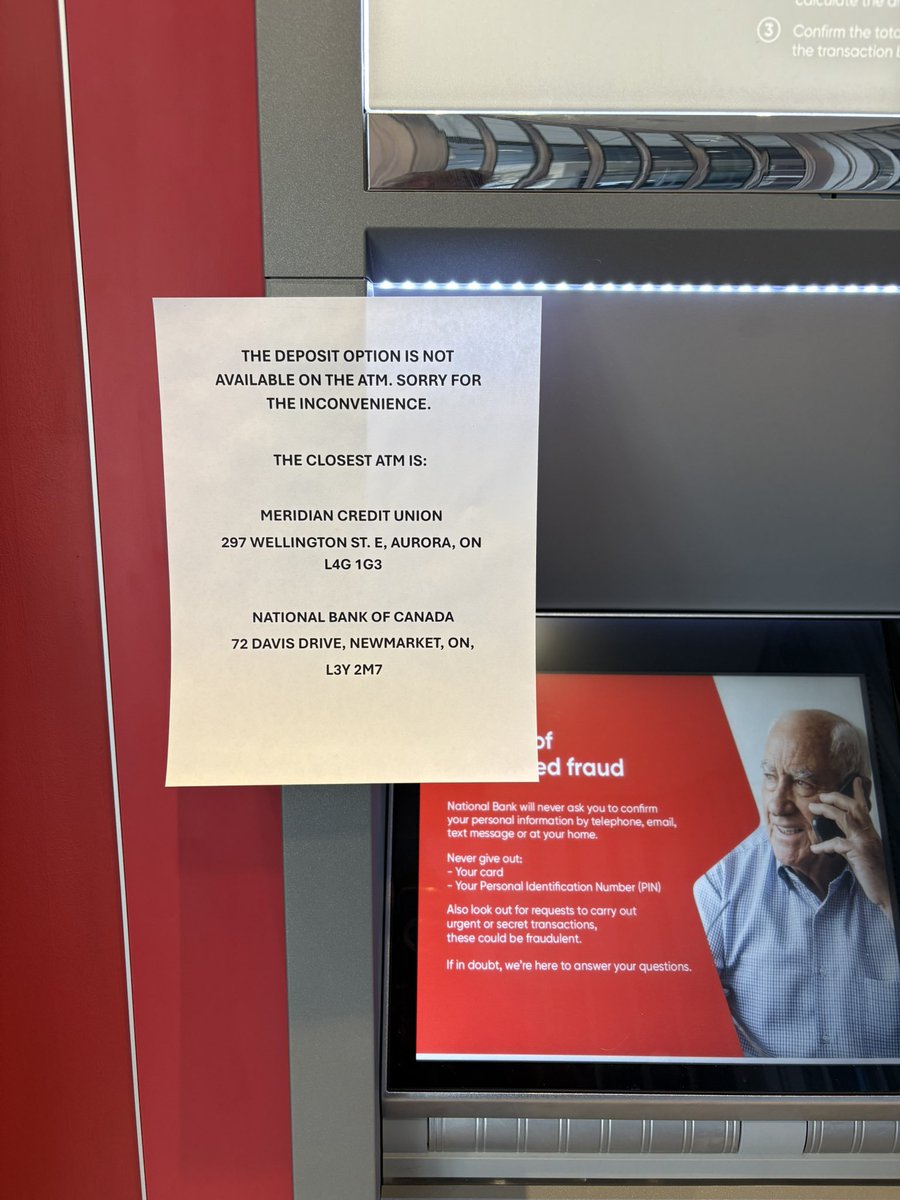 calculate the
3 Confirm the
the transaction
THE DEPOSIT OPTION IS NOT
AVAILABLE ON THE ATM. SORRY FOR
THE INCONVENIENCE.
THE CLOSEST ATM IS:
MERIDIAN CREDIT UNION
297 WELLINGTON ST. E, AURORA, ON
L4G 1G3
NATIONAL BANK OF CANADA
72 DAVIS DRIVE, NEWMARKET, ON,
L3Y 2M7
of
fraud
National Bank will never ask you to confirm
your personal information by telephone, email,
text message or at your home.
Never give out:
- Your card
- Your Personal Identification Number (PIN)
Also look out for requests to carry out
urgent or secret transactions,
these could be fraudulent.
If in doubt, we're here to answer your questions.